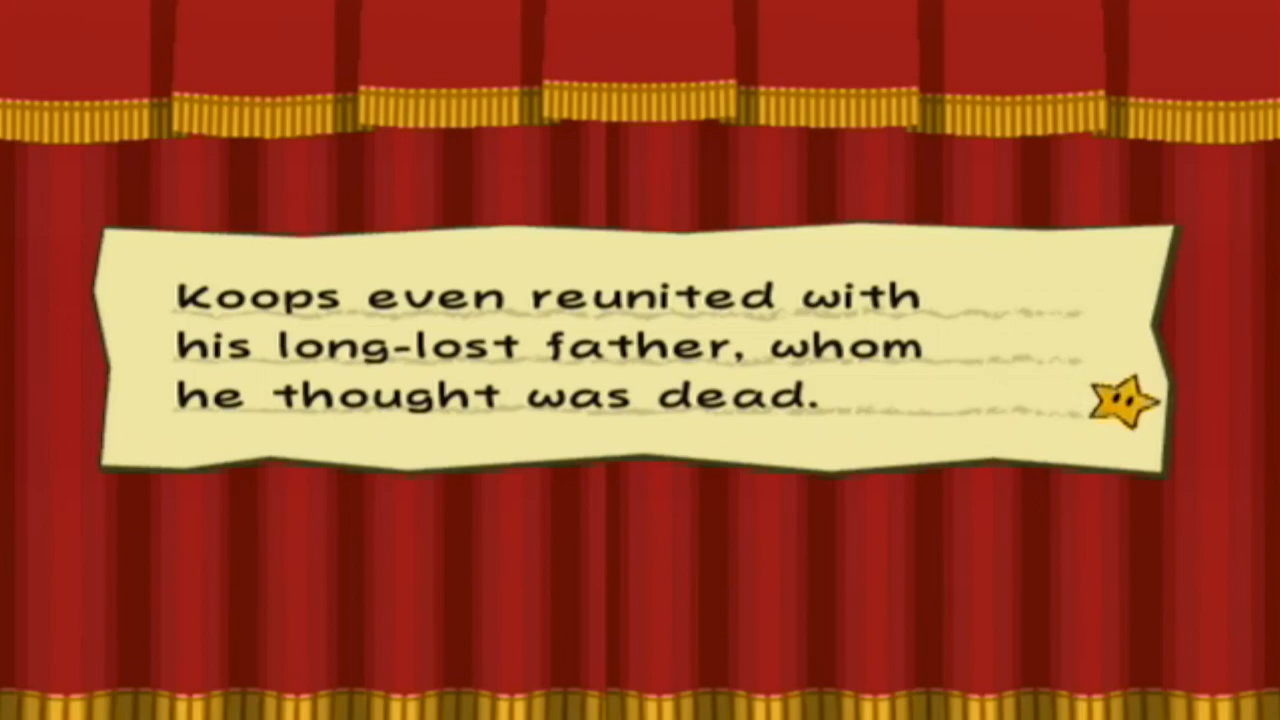 Koops even reunited with
his long-lost father, whom
he thought was dead.